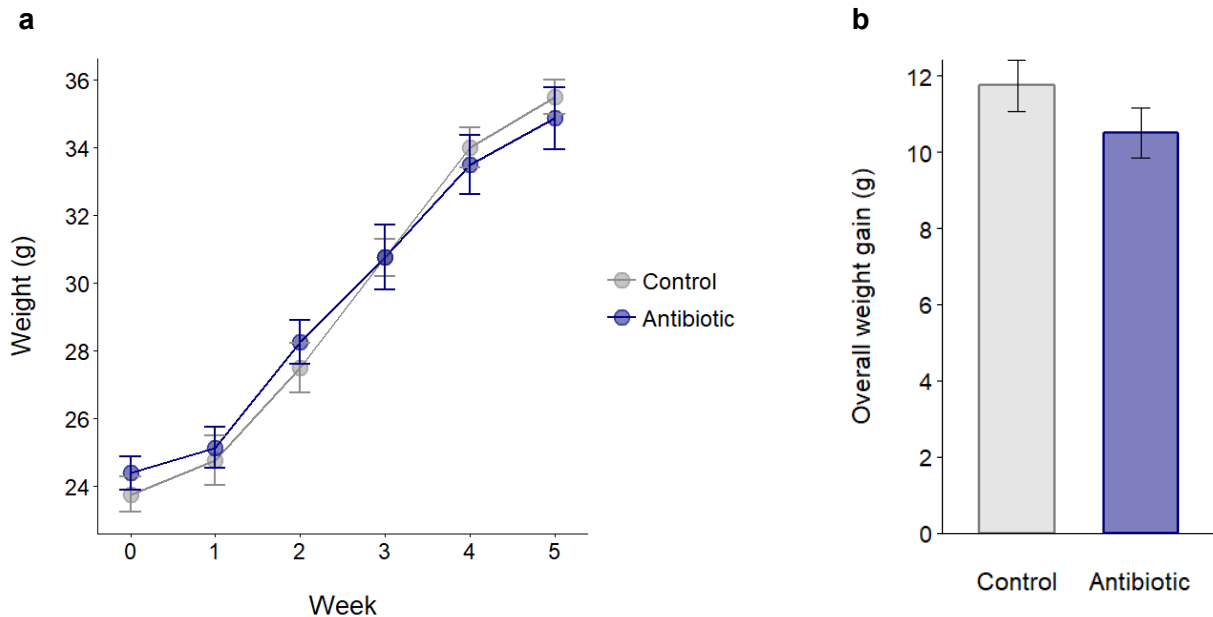 a
36
34
32
30
28
26
24
Weight (g)
0 1 2 3 4 5
Week
Control
Antibiotic
b
12
10
8
6
4
2
0
Overall weight gain (g)
Control Antibiotic